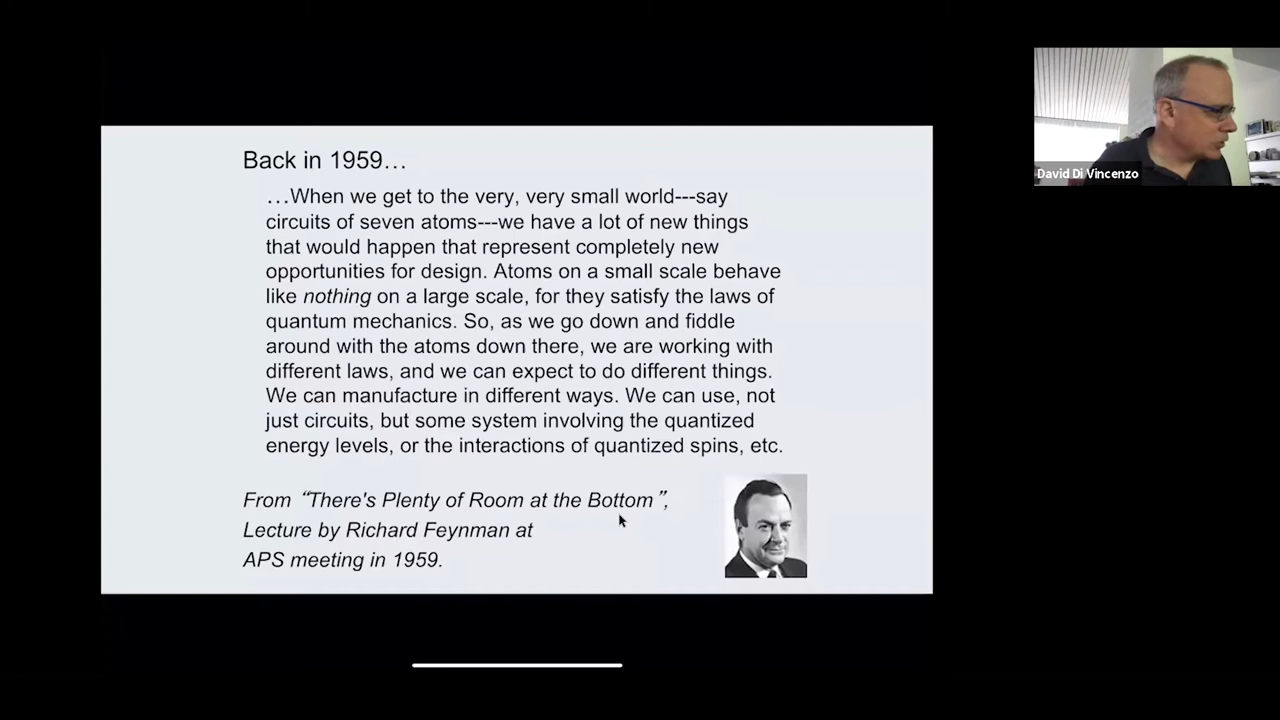 Back in 1959…
…When we get to the very, very small world---say
circuits of seven atoms---we have a lot of new things
that would happen that represent completely new
opportunities for design. Atoms on a small scale behave
like nothing on a large scale, for they satisfy the laws of
quantum mechanics. So, as we go down and fiddle
around with the atoms down there, we are working with
different laws, and we can expect to do different things.
We can manufacture in different ways. We can use, not
just circuits, but some system involving the quantized
energy levels, or the interactions of quantized spins, etc.
From “There's Plenty of Room at the Bottom”,
Lecture by Richard Feynman at
APS meeting in 1959.
David Di Vincenzo